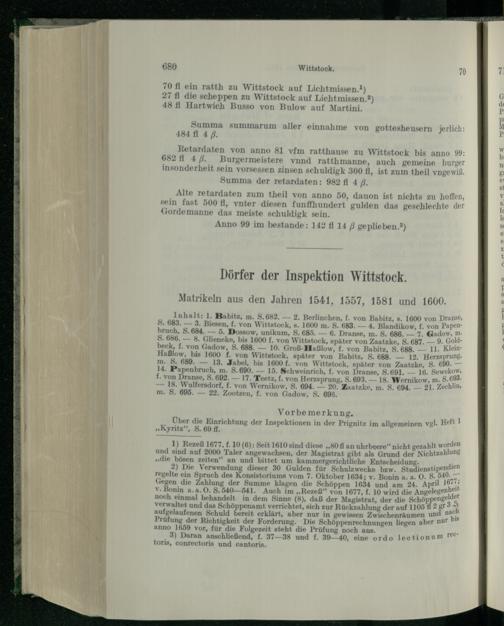 680
Wittstock.
70
70 fl ein ratth zu Wittstock auf Lichtmissen.¹)
27 fl die scheppen zu Wittstock auf Lichtmissen.²)
48 fl Hartwich Busso von Bulow auf Martini.
Summa summarum aller einnahme von gottesheusern jerlich:
484 fl 4 β.
Retardaten von anno 81 vfm ratthause zu Wittstock bis anno 99:
682 fl 4 β. Burgermeistere vnnd ratthmanne, auch gemeine burger
insonderheit sein vorsessen zinsen schuldigk 300 fl, ist zum theil vngewiß.
Summa der retardaten: 982 fl 4 β.
Alte retardaten zum theil von anno 50, dauon ist nichts zu hoffen,
sein fast 500 fl, vnter diesen funffhundert gulden das geschlechte der
Gordemanne das meiste schuldigk sein.
Anno 99 im bestande: 142 fl 14 β geplieben.³)
Dörfer der Inspektion Wittstock.
Matrikeln aus den Jahren 1541, 1557, 1581 und 1600.
Inhalt: 1. Babitz, m. S. 682. — 2. Berlinchen, f. von Babitz, s. 1600 von Dranse,
S. 683. — 3. Biesen, f. von Wittstock, s. 1600 m. S. 683. — 4. Blandikow, f. von Papen-
bruch, S. 684. — 5. Dossow, unikum, S. 685. — 6. Dranse, m. S. 686. — 7. Gadow, m.
S. 686. — 8. Glieneke, bis 1600 f. von Wittstock, später von Zaatzke, S. 687. — 9. Gold-
beck, f. von Gadow, S. 688. — 10. Groß-Haßlow, f. von Babitz, S. 688. — 11. Klein-
Haßlow, bis 1600 f. von Wittstock, später von Babitz, S. 688. — 12. Herzsprung,
m. S. 689. — 13. Jabel, bis 1600 f. von Wittstock, später von Zaatzke, S. 690. —
14. Papenbruch, m. S. 690. — 15. Schweinrich, f. von Dranse, S. 691. — 16. Sewekow,
f. von Dranse, S. 692. — 17. Teetz, f. von Herzsprung, S. 693. — 18. Wernikow, m. S. 693.
— 18. Wulfersdorf, f. von Wernikow, S. 694. — 20. Zaatzke, m. S. 694. — 21. Zechlin,
m. S. 695. — 22. Zootzen, f. von Gadow, S. 696.
Vorbemerkung.
Über die Einrichtung der Inspektionen in der Prignitz im allgemeinen vgl. Heft 1
„Kyritz“, S. 69 ff.
1) Rezeß 1677, f. 10 (6): Seit 1610 sind diese „80 fl an uhrbeere“ nicht gezahlt worden
und sind auf 2000 Taler angewachsen, der Magistrat gibt als Grund der Nichtzahlung
„die bösen zeiten“ an und bittet um kammergerichtliche Entscheidung.
2) Die Verwendung dieser 30 Gulden für Schulzwecke bzw. Studienstipendien
regelte ein Spruch des Konsistoriums vom 7. Oktober 1634; v. Bonin a. a. O. S. 540. —
Gegen die Zahlung der Summe klagen die Schöppen 1634 und am 24. April 1677;
v. Bonin a. a. O. S. 540—541. Auch im „Rezeß“ von 1677, f. 10 wird die Angelegenheit
noch einmal behandelt in dem Sinne (8), daß der Magistrat, der die Schöppengelder
verwaltet und das Schöppenamt verrichtet, sich zur Rückzahlung der auf 1105 fl 2 gr 3 ₰
aufgelaufenen Schuld bereit erklärt, aber nur in gewissen Zwischenräumen und nach
Prüfung der Richtigkeit der Forderung. Die Schöppenrechnungen liegen aber nur bis
anno 1659 vor, für die Folgezeit steht die Prüfung noch aus.
3) Daran anschließend, f. 37—38 und f. 39—40, eine ordo lectionum rec-
toris, conrectoris und cantoris.